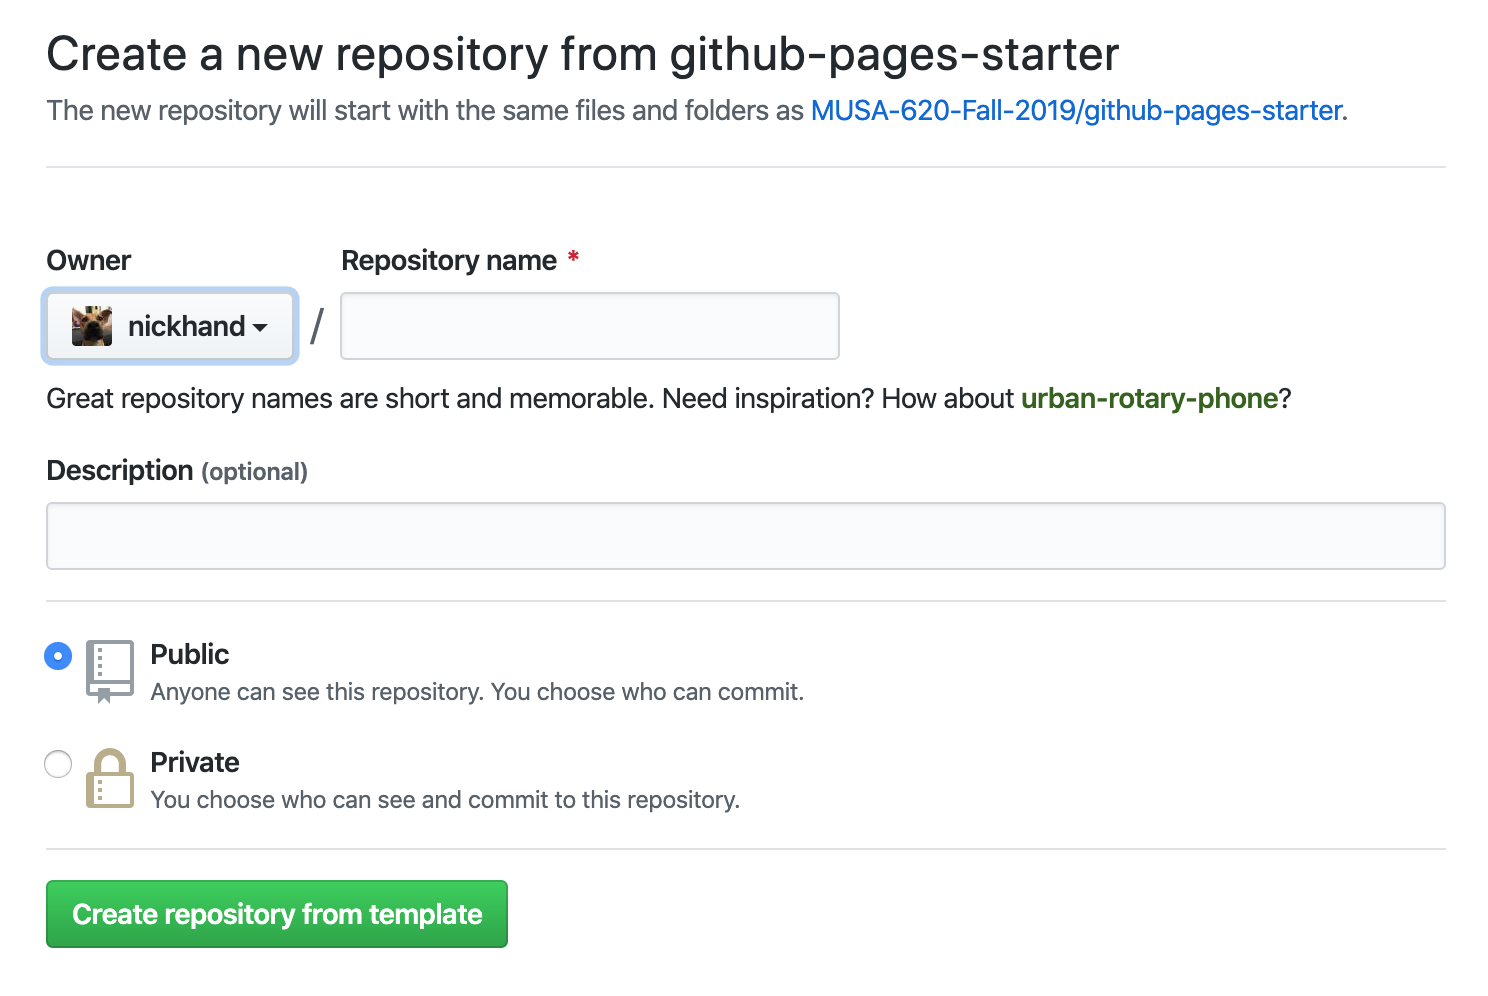 Create a new repository from github-pages-starter
The new repository will start with the same files and folders as MUSA-620-Fall-2019/github-pages-starter.
Owner
Repository name *
nickhand /
Great repository names are short and memorable. Need inspiration? How about urban-rotary-phone?
Description (optional)
Public
Anyone can see this repository. You choose who can commit.
Private
You choose who can see and commit to this repository.
Create repository from template